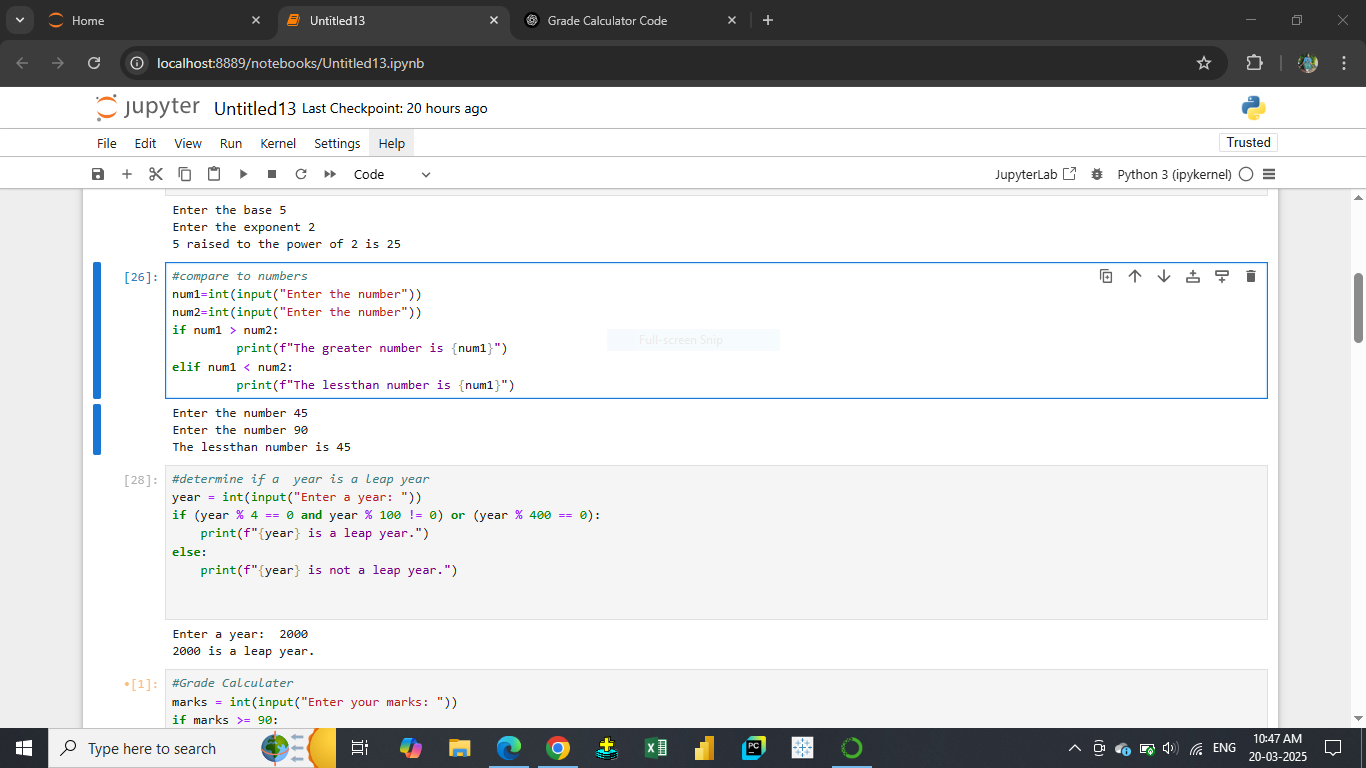 Home
Untitled13
Grade Calculator Code
localhost:8889/notebooks/Untitled13.ipynb
jupyter Untitled13 Last Checkpoint: 20 hours ago
File Edit View Run Kernel Settings Help
Trusted
Code
JupyterLab
Python 3 (ipykernel)
Enter the base 5
Enter the exponent 2
5 raised to the power of 2 is 25
[26]:
#compare to numbers
num1=int(input("Enter the number"))
num2=int(input("Enter the number"))
if num1 > num2:
print(f"The greater number is {num1}")
elif num1 < num2:
print(f"The lessthan number is {num1}")
Full-screen Snip
Enter the number 45
Enter the number 90
The lessthan number is 45
[28]:
#determine if a  year is a leap year
year = int(input("Enter a year: "))
if (year % 4 == 0 and year % 100 != 0) or (year % 400 == 0):
print(f"{year} is a leap year.")
else:
print(f"{year} is not a leap year.")
Enter a year:  2000
2000 is a leap year.
•[1]:
#Grade Calculater
marks = int(input("Enter your marks: "))
if marks >= 90:
Type here to search
PC
ENG
10:47 AM
20-03-2025